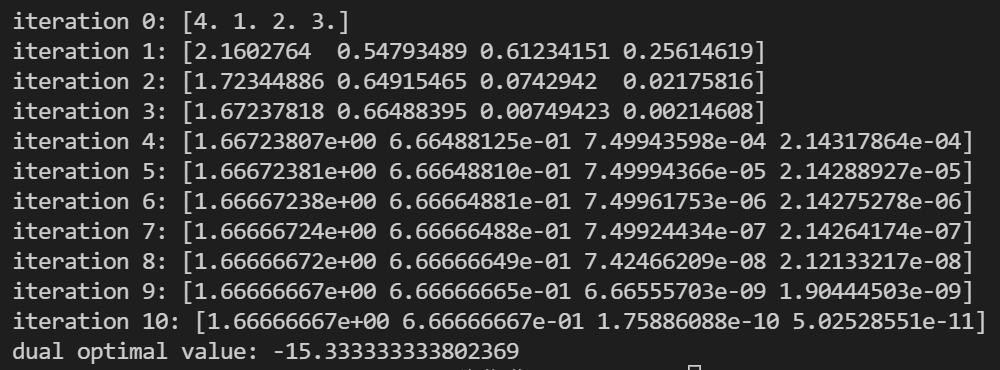 iteration 0: [4. 1. 2. 3.]
iteration 1: [2.1602764  0.54793489 0.61234151 0.25614619]
iteration 2: [1.72344886 0.64915465 0.0742942  0.02175816]
iteration 3: [1.67237818 0.66488395 0.00749423 0.00214608]
iteration 4: [1.66723807e+00 6.66488125e-01 7.49943598e-04 2.14317864e-04]
iteration 5: [1.66672381e+00 6.66648810e-01 7.49994366e-05 2.14288927e-05]
iteration 6: [1.66667238e+00 6.66664881e-01 7.49961753e-06 2.14275278e-06]
iteration 7: [1.66666724e+00 6.66666488e-01 7.49924434e-07 2.14264174e-07]
iteration 8: [1.66666672e+00 6.66666649e-01 7.42466209e-08 2.12133217e-08]
iteration 9: [1.66666667e+00 6.66666665e-01 6.66555703e-09 1.90444503e-09]
iteration 10: [1.66666667e+00 6.66666667e-01 1.75886088e-10 5.02528551e-11]
dual optimal value: -15.333333333802369